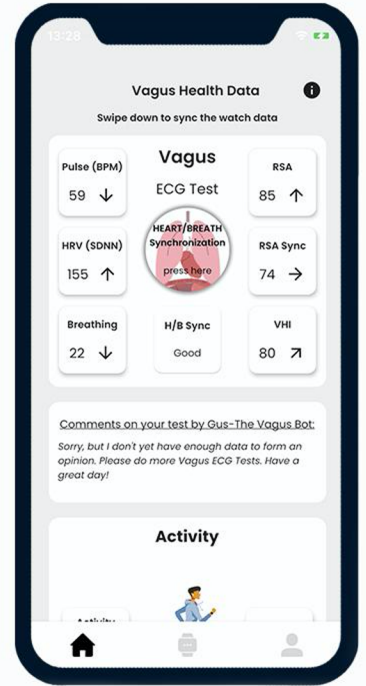 13:28
Vagus Health Data
Swipe down to sync the watch data
Pulse (BPM)
59
Vagus
ECG Test
RSA
85
HRV (SDNN)
155
HEART/BREATH
Synchronization
press here
RSA Sync
74
Breathing
22
H/B Sync
Good
VHI
80
Comments on your test by Gus-The Vagus Bot:
Sorry, but I don't yet have enough data to form an
opinion. Please do more Vagus ECG Tests. Have a
great day!
Activity